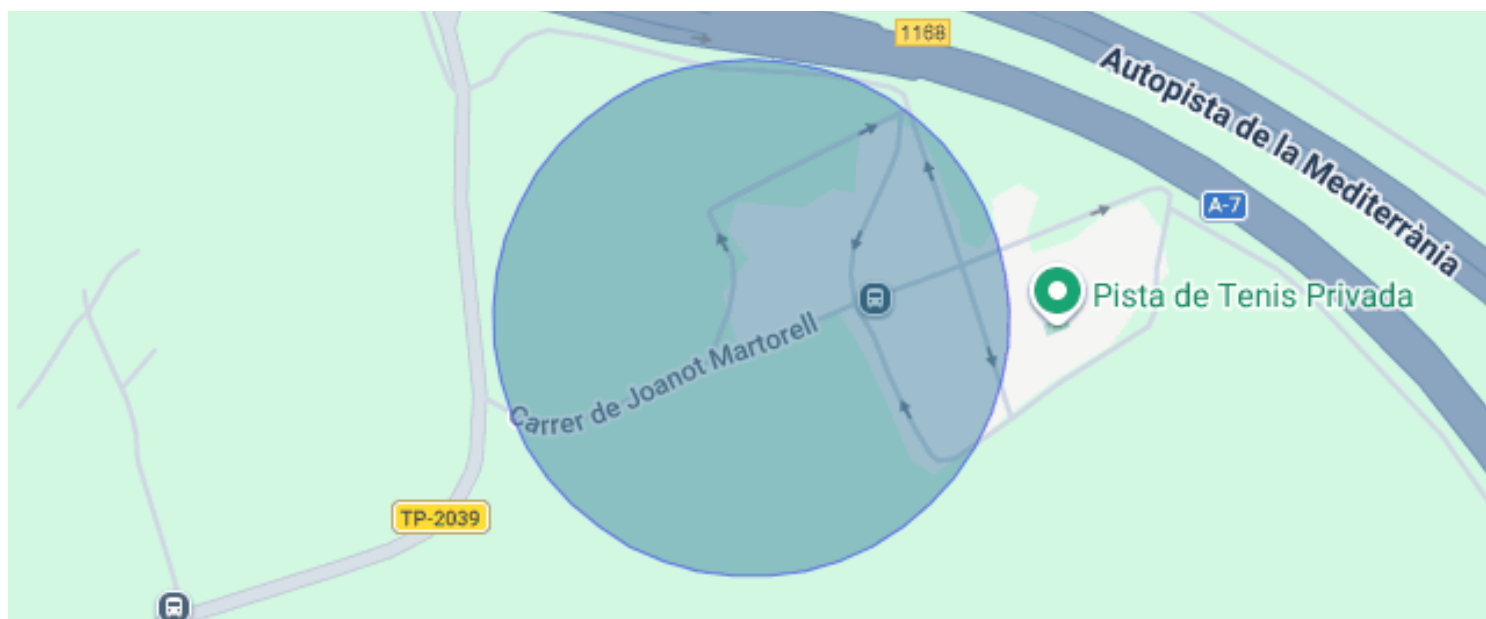 1168
Autopista de la Mediterrània
A-7
Pista de Tenis Privada
Carrer de Joanot Martorell
TP-2039